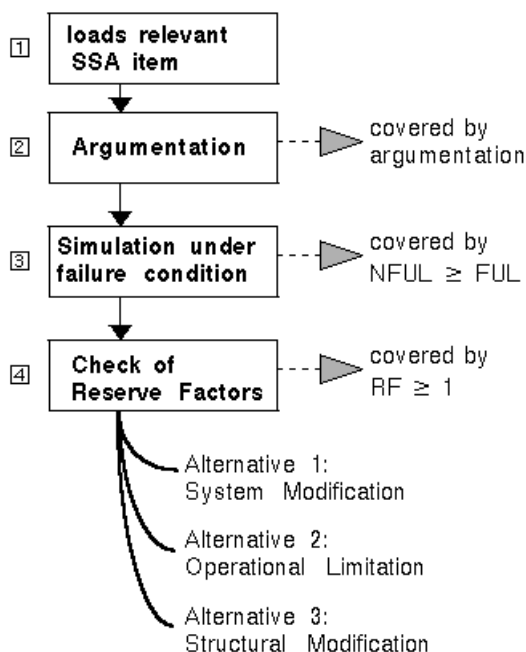 1
loads relevant
SSA item
2
Argumentation
covered by
argumentation
3
Simulation under
failure condition
covered by
NFUL ≥ FUL
4
Check of
Reserve Factors
covered by
RF ≥ 1
Alternative 1:
System Modification
Alternative 2:
Operational Limitation
Alternative 3:
Structural Modification